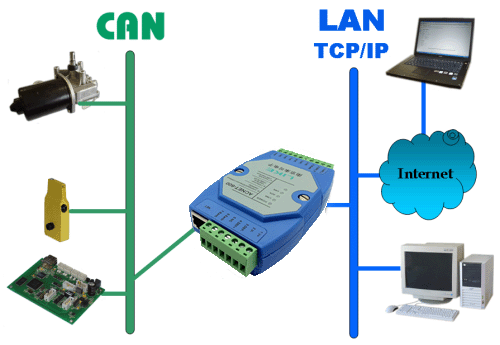 CAN
LAN
TCP/IP
Internet